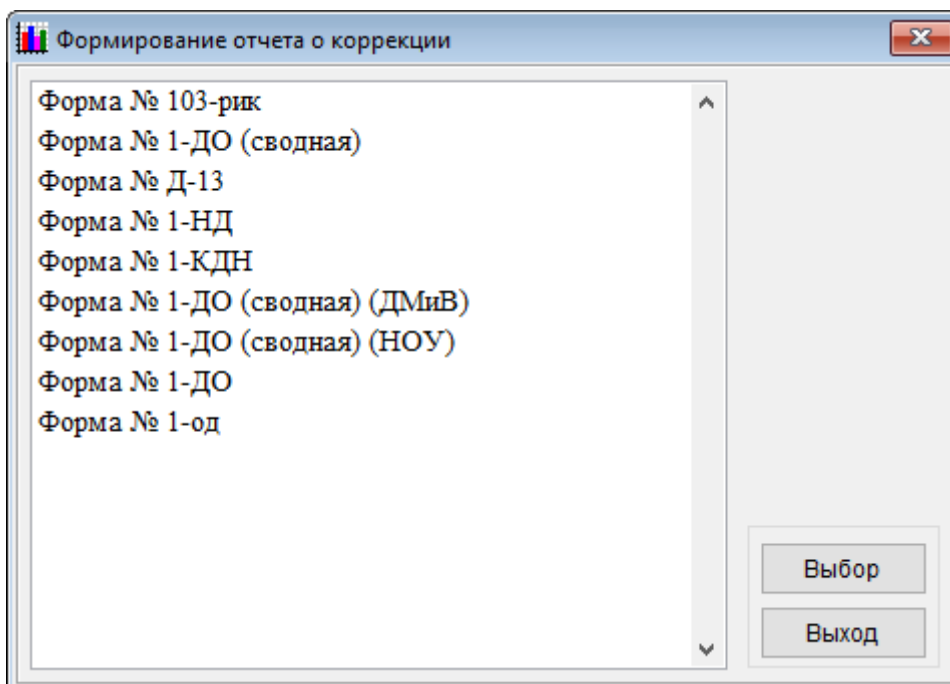 Формирование отчета о коррекции
Форма № 103-рик
Форма № 1-ДО (сводная)
Форма № Д-13
Форма № 1-НД
Форма № 1-КДН
Форма № 1-ДО (сводная) (ДМиВ)
Форма № 1-ДО (сводная) (НОУ)
Форма № 1-ДО
Форма № 1-од
Выбор
Выход